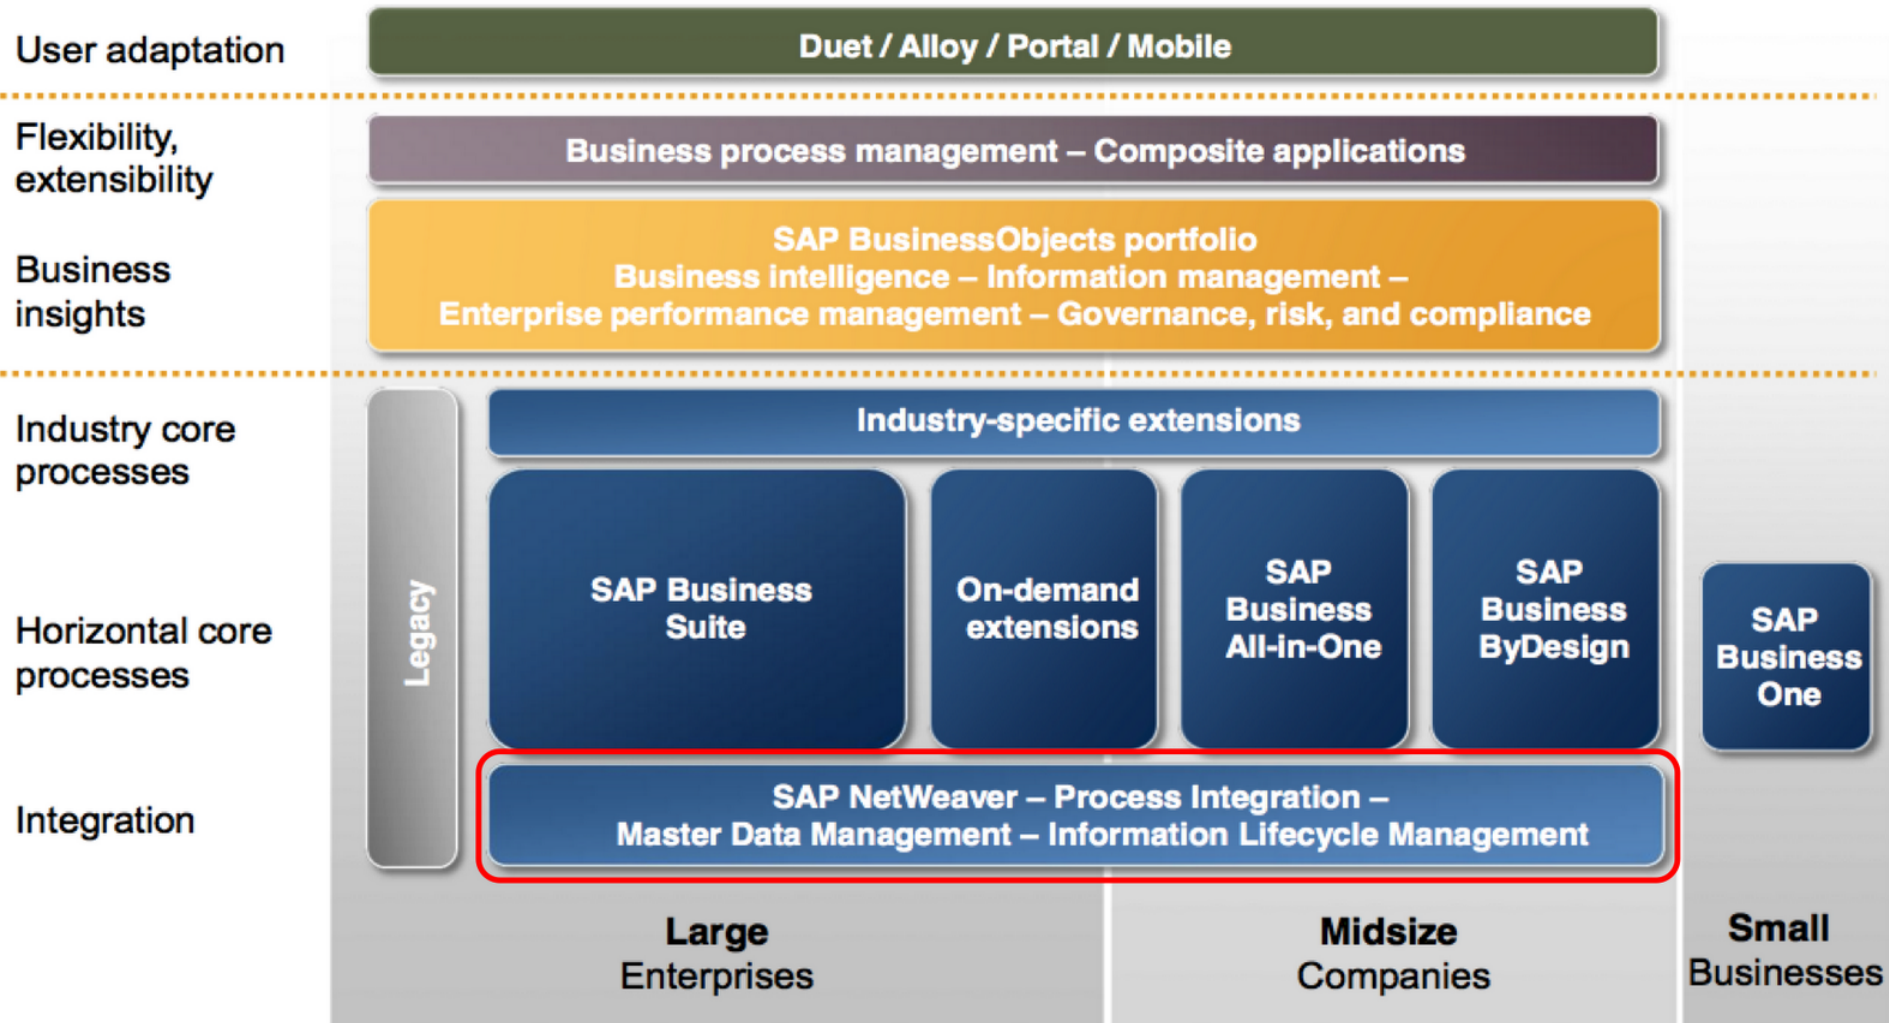 User adaptation
Duet / Alloy / Portal / Mobile
Flexibility,
extensibility
Business process management – Composite applications
Business
insights
SAP BusinessObjects portfolio
Business intelligence – Information management –
Enterprise performance management – Governance, risk, and compliance
Industry core
processes
Industry-specific extensions
Horizontal core
processes
Legacy
SAP Business
Suite
On-demand
extensions
SAP
Business
All-in-One
SAP
Business
ByDesign
SAP
Business
One
Integration
SAP NetWeaver – Process Integration –
Master Data Management – Information Lifecycle Management
Large
Enterprises
Midsize
Companies
Small
Businesses